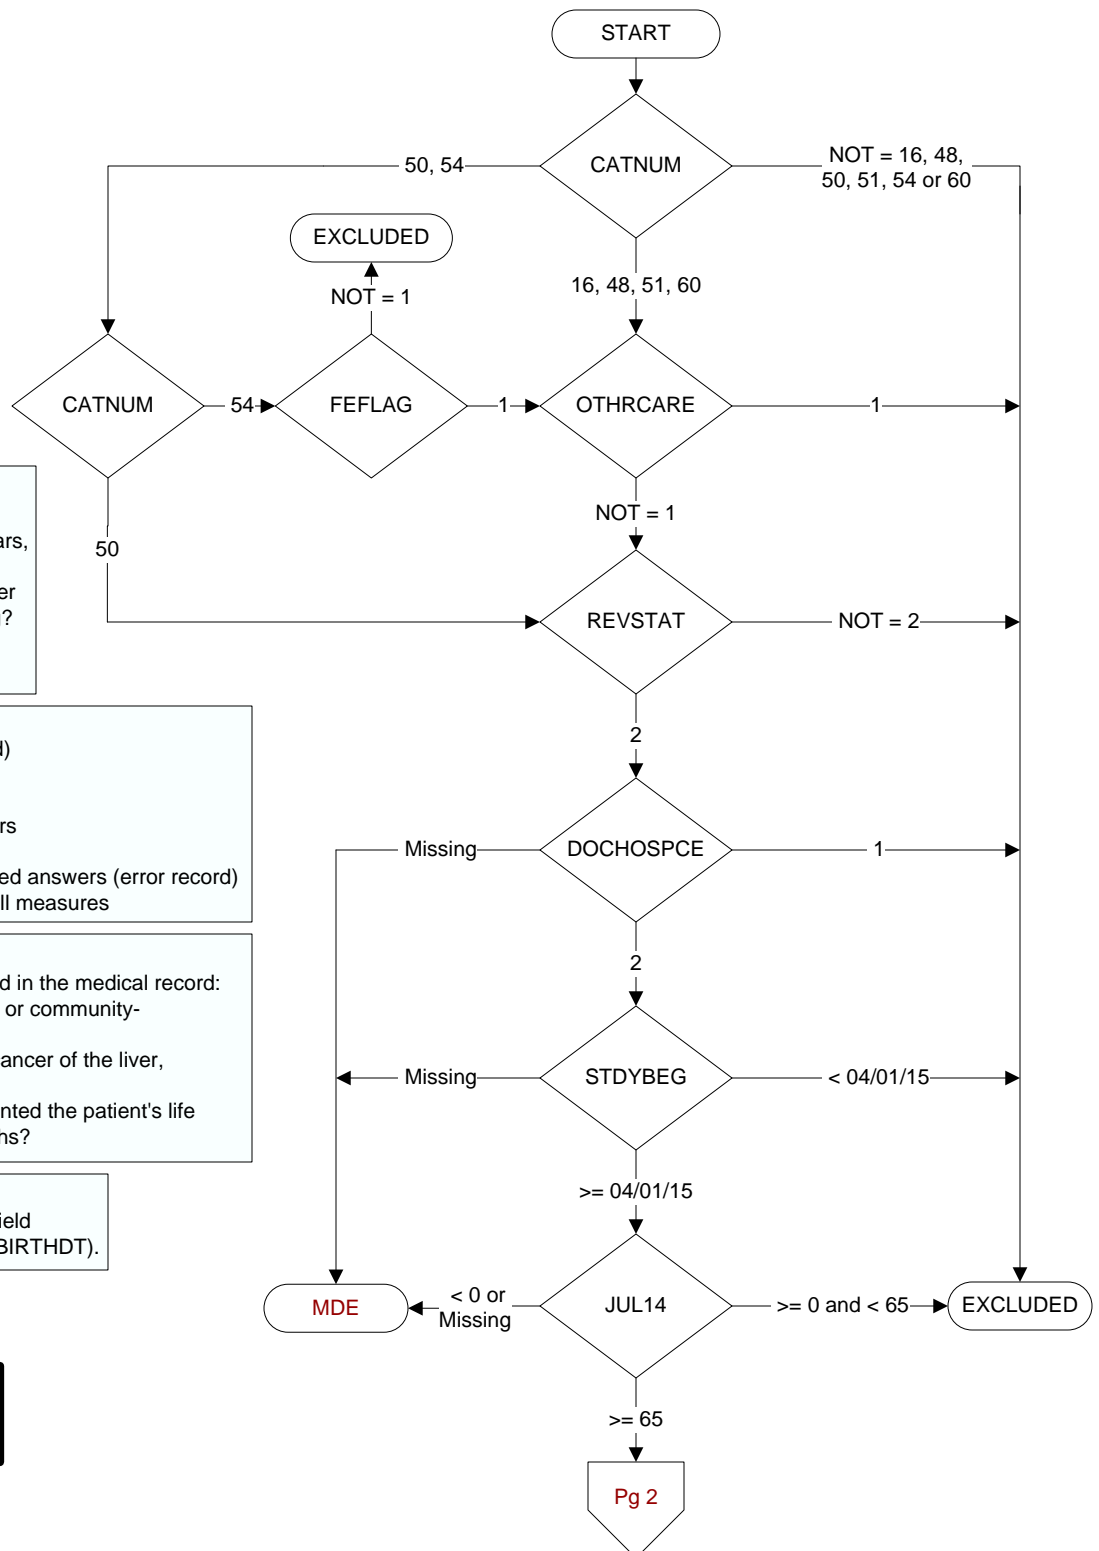 START
CATNUM
50, 54
NOT = 16, 48,
50, 51, 54 or 60
EXCLUDED
NOT = 1
16, 48, 51, 60
CATNUM
54
FEFLAG
1
OTHRCARE
1
NOT = 1
50
REVSTAT
NOT = 2
2
DOCHOSPCE
Missing
1
2
STDYBEG
Missing
< 04/01/15
>= 04/01/15
JUL14
< 0 or
Missing
MDE
>= 0 and < 65
EXCLUDED
>= 65
Pg 2
rs
ed answers (error record)
ll measures
d in the medical record:
or community-
ancer of the liver,
nted the patient's life
hs?
ield
BIRTHDT).